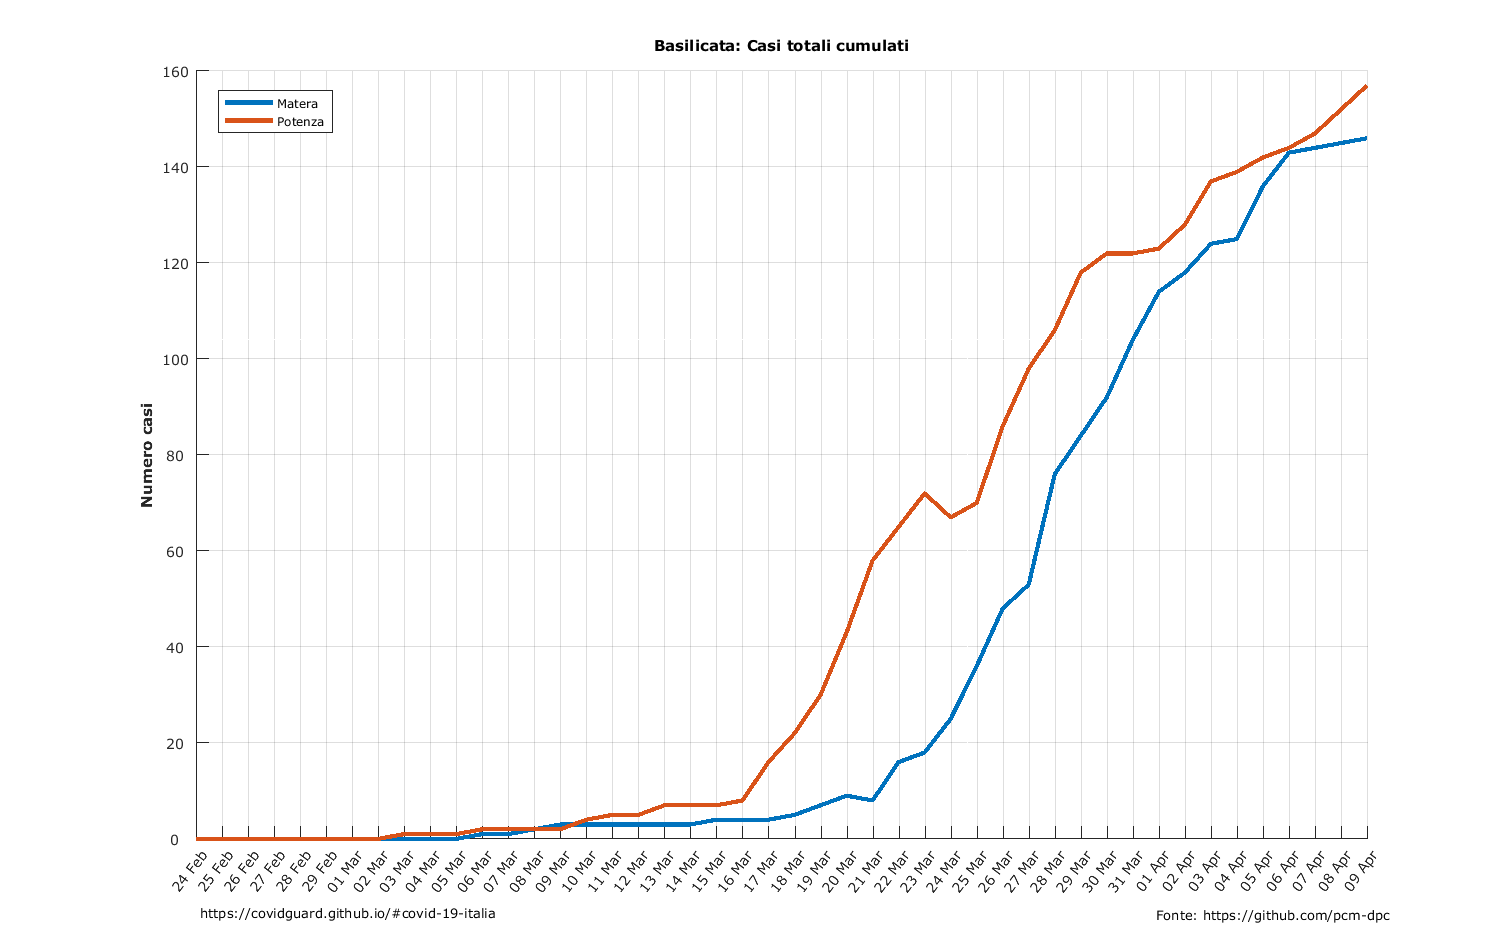 Basilicata: Casi totali cumulati
Matera
Potenza
Numero casi
160
140
120
100
80
60
40
20
0
24 Feb
25 Feb
26 Feb
27 Feb
28 Feb
29 Feb
01 Mar
02 Mar
03 Mar
04 Mar
05 Mar
06 Mar
07 Mar
08 Mar
09 Mar
10 Mar
11 Mar
12 Mar
13 Mar
14 Mar
15 Mar
16 Mar
17 Mar
18 Mar
19 Mar
20 Mar
21 Mar
22 Mar
23 Mar
24 Mar
25 Mar
26 Mar
27 Mar
28 Mar
29 Mar
30 Mar
31 Mar
01 Apr
02 Apr
03 Apr
04 Apr
05 Apr
06 Apr
07 Apr
08 Apr
09 Apr
https://covidguard.github.io/#covid-19-italia
Fonte: https://github.com/pcm-dpc